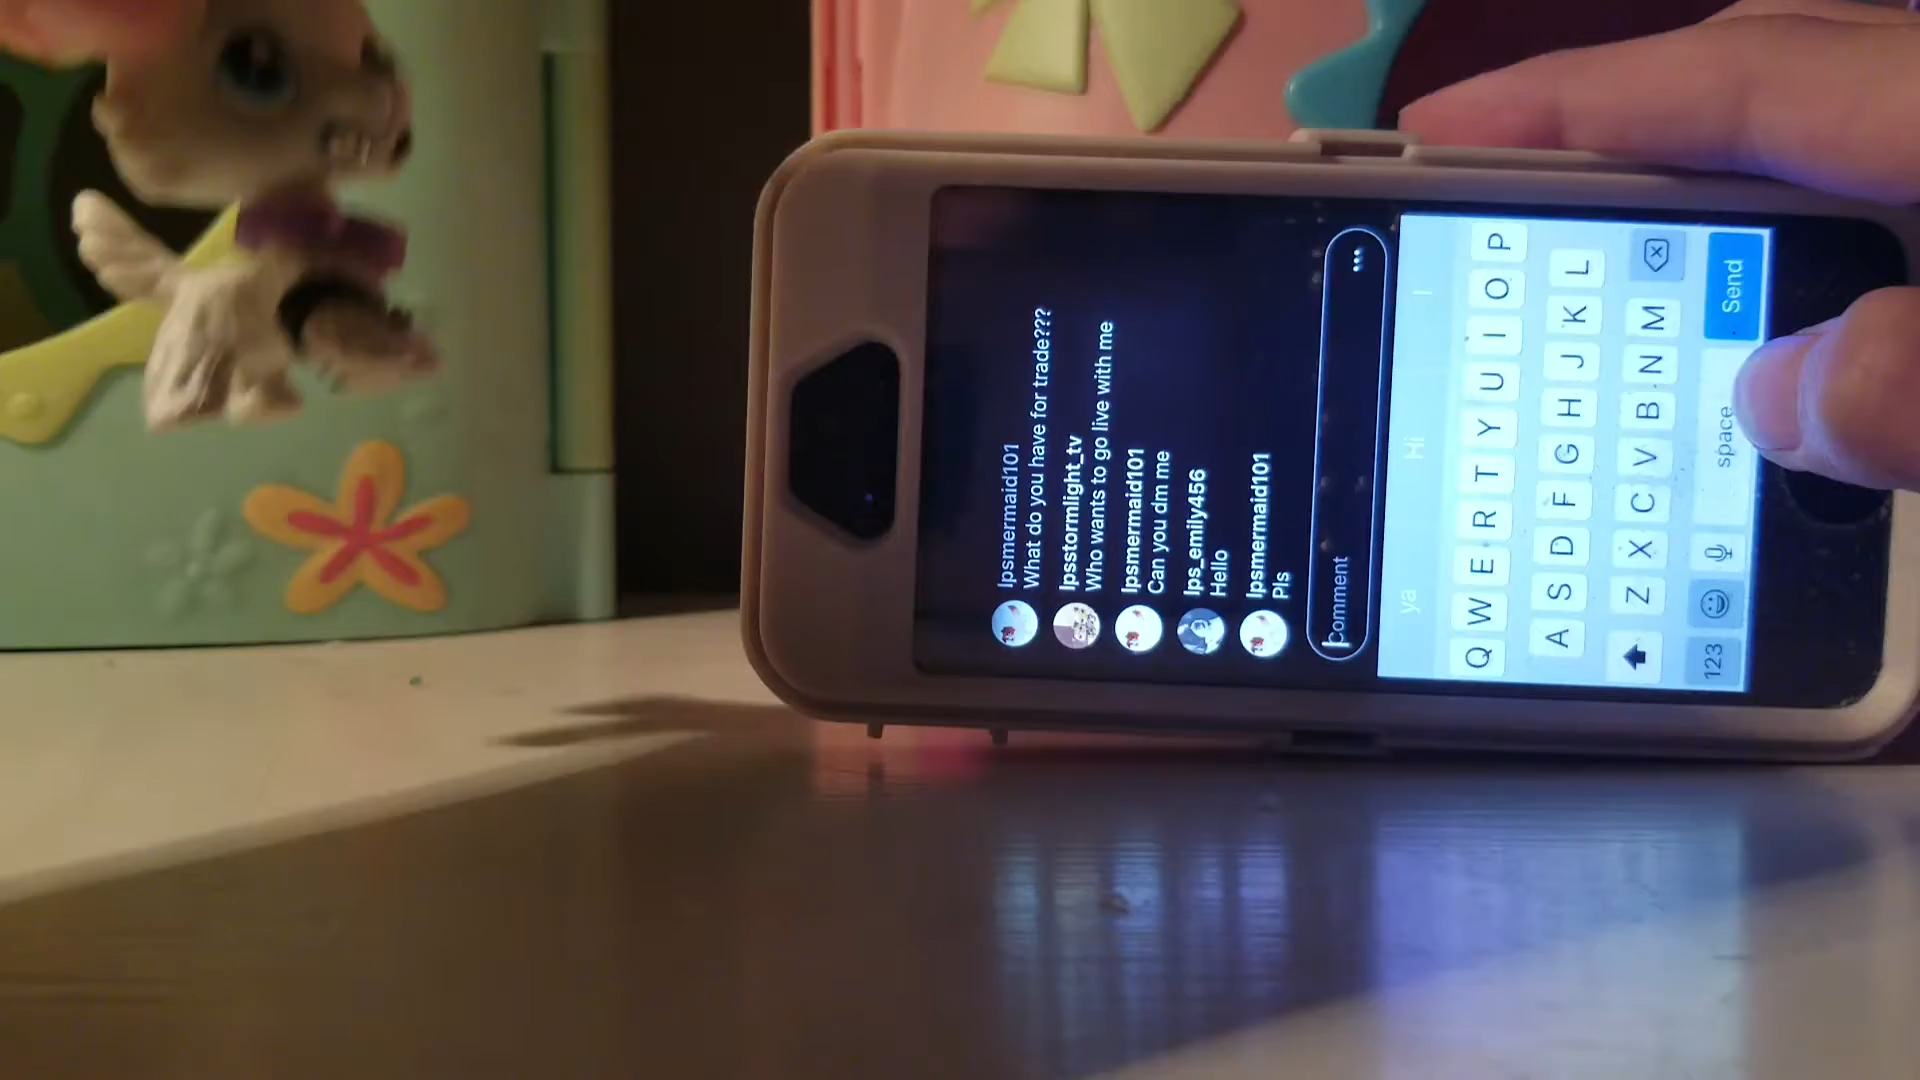 lpsmermaid101
What do you have for trade???
lpsstormlight_tv
Who wants to go live with me
lpsmermaid101
Can you dm me
lps_emily456
Hello
lpsmermaid101
Pls
Comment
ya Hi I
Q W E R T Y U I O P
A S D F G H J K L
Z X C V B N M
123 space Send